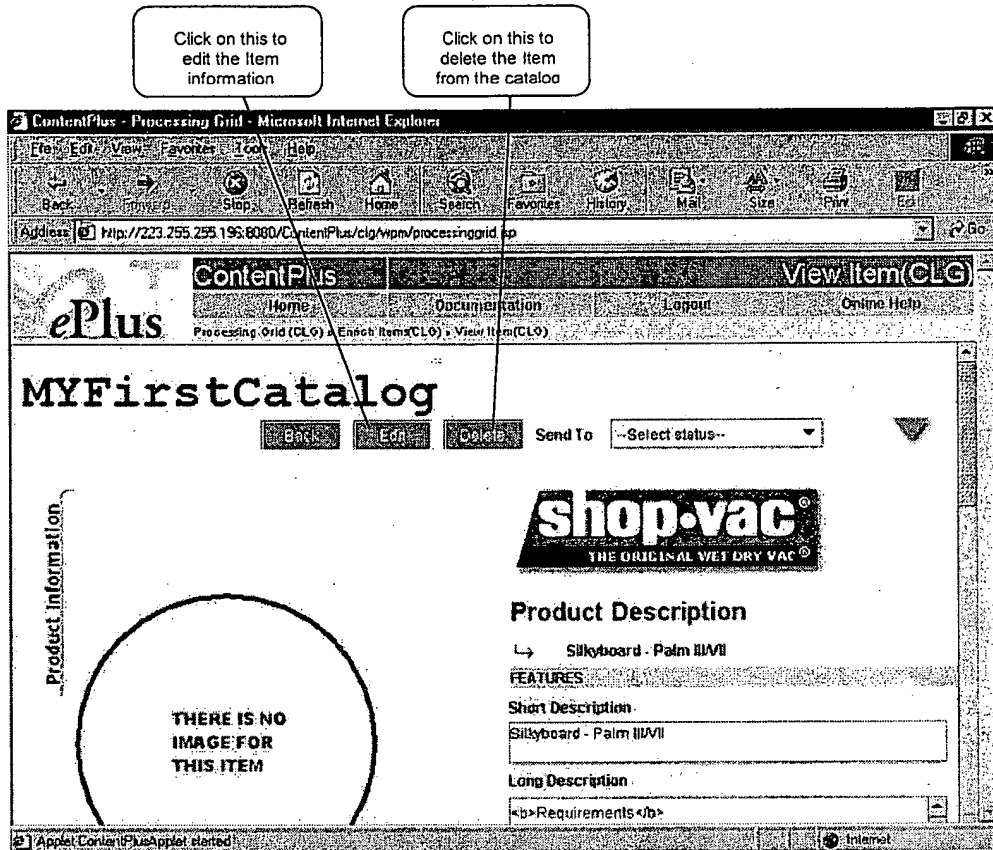 Click on this to
edit the Item
information
Click on this to
delete the Item
from the catalog
ContentPlus - Processing Grid - Microsoft Internet Explorer
File Edit View Favorites Tools Help
Back Forward Stop Refresh Home Search Favorites History Mail Size Print Edit
Address http://223.255.255.196:8080/ContentPlus/clg/wpm/processinggrid.jsp Go
ePlus
ContentPlus View Item(CLG)
Home Documentation Logout Online Help
Processing Grid (CLG) Enrich Items(CLG) View Item(CLG)
MYFirstCatalog
Back Edit Delete Send To --Select status--
Product Information
shop·vac®
THE ORIGINAL WET DRY VAC®
Product Description
Silkyboard - Palm III/VII
FEATURES
Short Description
Silkyboard - Palm III/VII
THERE IS NO
IMAGE FOR
THIS ITEM
Long Description
<b>Requirements</b>
Applet ContentPlusApplet started Internet